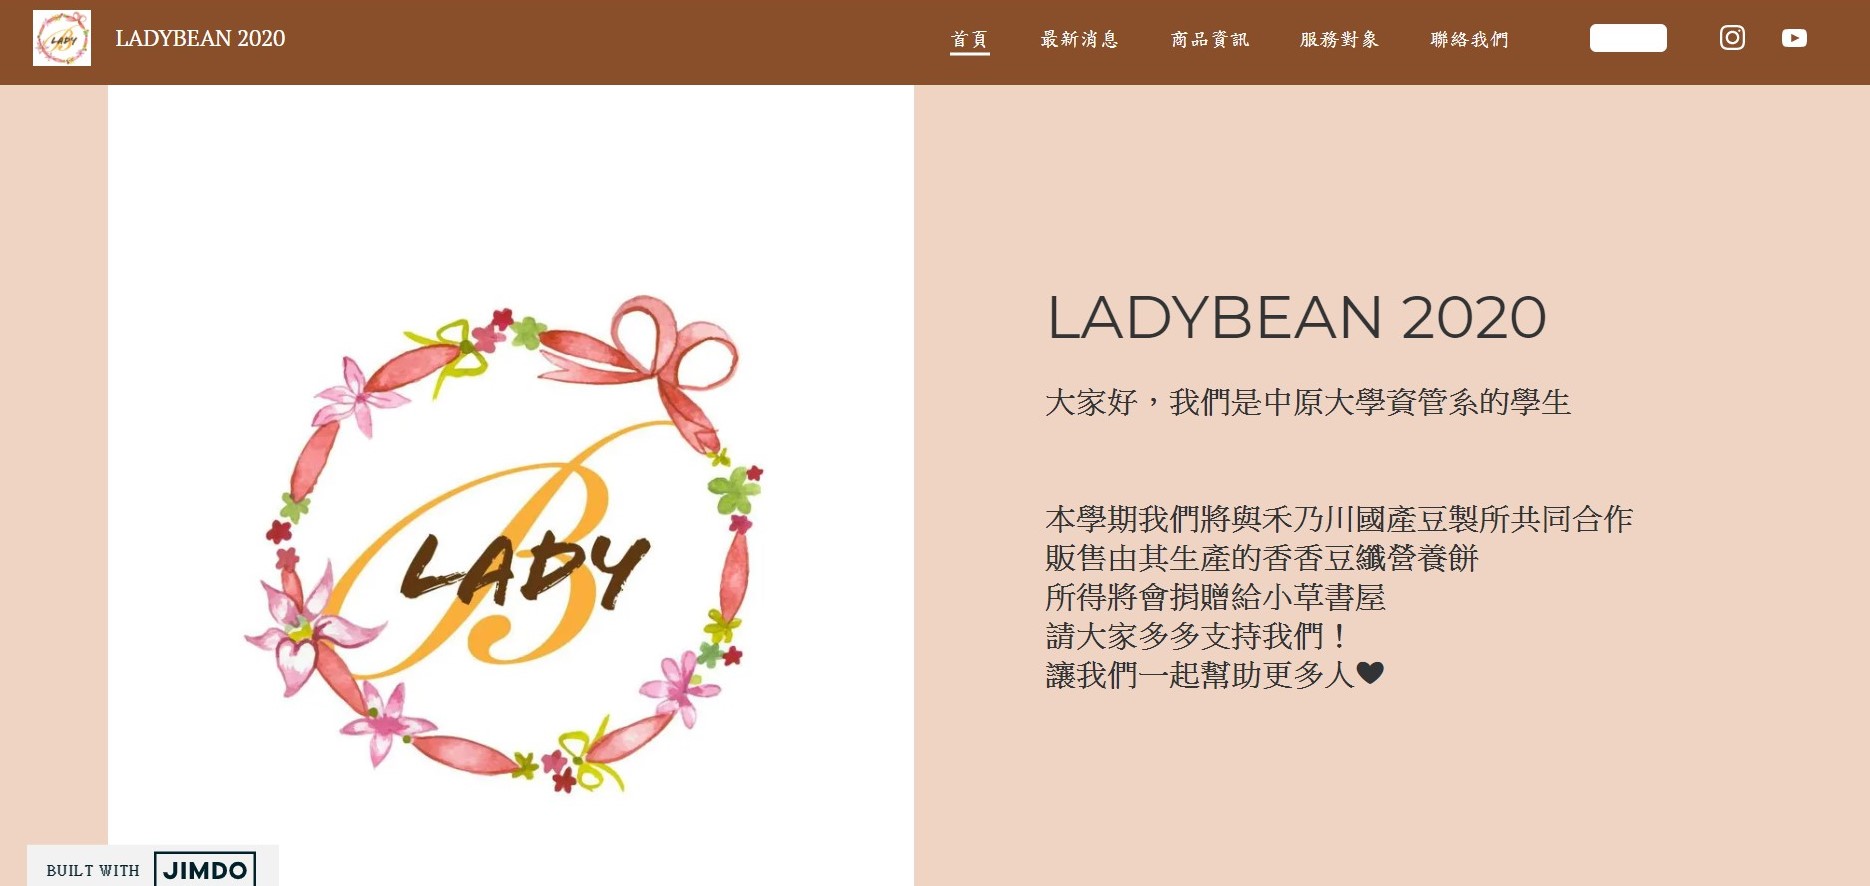 LADY
LADYBEAN 2020
首頁
最新消息
商品資訊
服務對象
聯絡我們
B
LADY
LADYBEAN 2020
大家好，我們是中原大學資管系的學生
本學期我們將與禾乃川國產豆製所共同合作
販售由其生產的香香豆纖營養餅
所得將會捐贈給小草書屋
請大家多多支持我們！
讓我們一起幫助更多人♥
BUILT WITH JIMDO